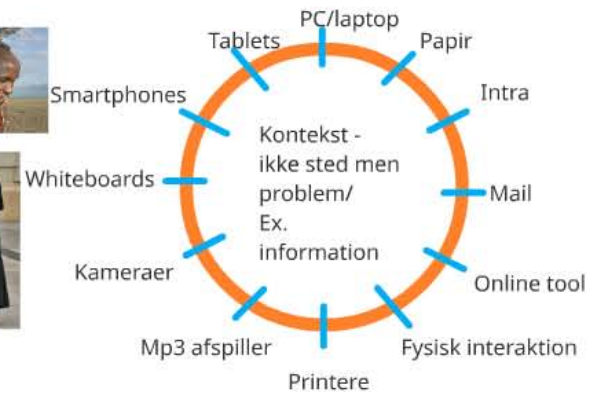 PC/laptop
Tablets
Papir
Smartphones
Intra
Kontekst -
ikke sted men
problem/
Ex.
information
Whiteboards
Mail
Kameraer
Online tool
Mp3 afspiller
Fysisk interaktion
Printere